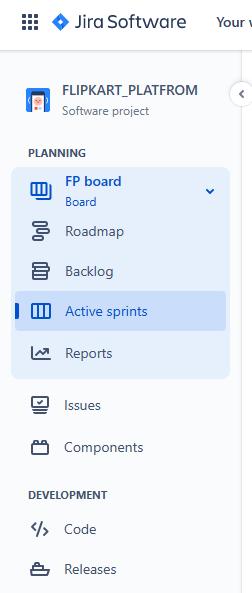 Jira Software
Your
FLIPKART_PLATFROM
Software project
PLANNING
FP board
Board
Roadmap
Backlog
Active sprints
Reports
Issues
Components
DEVELOPMENT
Code
Releases